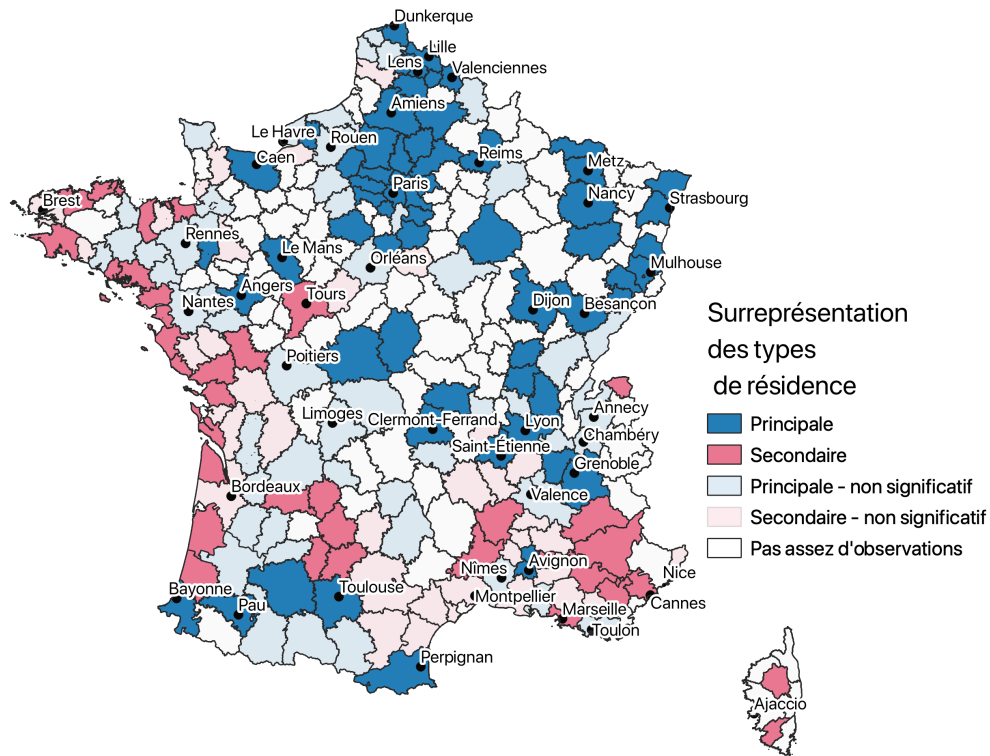 Dunkerque
Lille
Lens
Valenciennes
Amiens
Le Havre
Rouen
Caen
Reims
Metz
Paris
Nancy
Strasbourg
Brest
Rennes
Le Mans
Orléans
Mulhouse
Angers
Tours
Nantes
Dijon
Besançon
Poitiers
Limoges
Clermont-Ferrand
Lyon
Annecy
Chambéry
Saint-Étienne
Grenoble
Bordeaux
Valence
Nîmes
Avignon
Nice
Bayonne
Toulouse
Pau
Montpellier
Marseille
Cannes
Toulon
Perpignan
Ajaccio
Surreprésentation
des types
de résidence
Principale
Secondaire
Principale - non significatif
Secondaire - non significatif
Pas assez d'observations